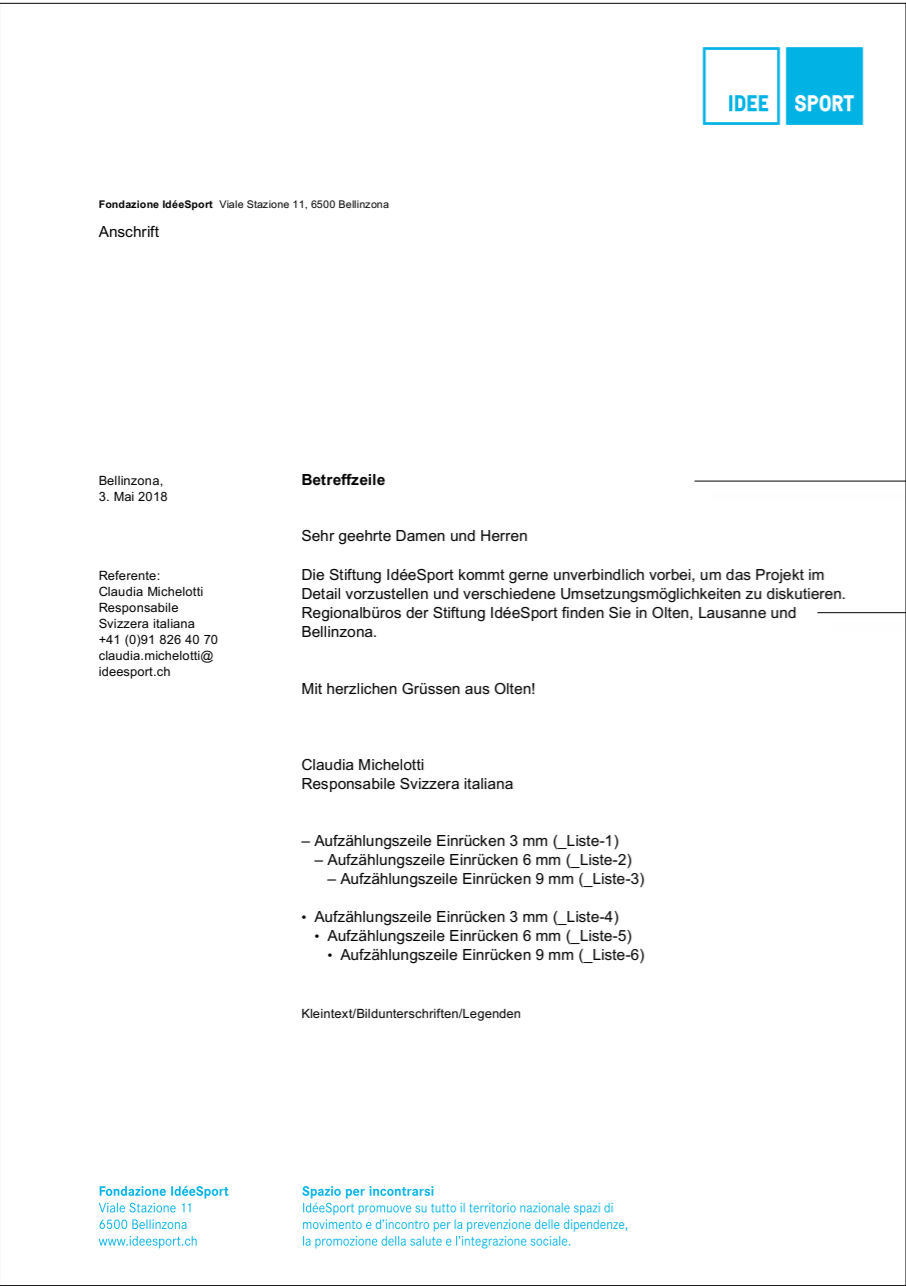 IDEE SPORT
Fondazione IdéeSport Viale Stazione 11, 6500 Bellinzona
Anschrift
Bellinzona,
3. Mai 2018
Betreffzeile
Sehr geehrte Damen und Herren
Referente:
Claudia Michelotti
Responsabile
Svizzera italiana
+41 (0)91 826 40 70
claudia.michelotti@
ideesport.ch
Die Stiftung IdéeSport kommt gerne unverbindlich vorbei, um das Projekt im
Detail vorzustellen und verschiedene Umsetzungsmöglichkeiten zu diskutieren.
Regionalbüros der Stiftung IdéeSport finden Sie in Olten, Lausanne und
Bellinzona.
Mit herzlichen Grüssen aus Olten!
Claudia Michelotti
Responsabile Svizzera italiana
– Aufzählungszeile Einrücken 3 mm (_Liste-1)
– Aufzählungszeile Einrücken 6 mm (_Liste-2)
– Aufzählungszeile Einrücken 9 mm (_Liste-3)
• Aufzählungszeile Einrücken 3 mm (_Liste-4)
• Aufzählungszeile Einrücken 6 mm (_Liste-5)
• Aufzählungszeile Einrücken 9 mm (_Liste-6)
Kleintext/Bildunterschriften/Legenden
Fondazione IdéeSport
Viale Stazione 11
6500 Bellinzona
www.ideesport.ch
Spazio per incontrarsi
IdéeSport promuove su tutto il territorio nazionale spazi di
movimento e d'incontro per la prevenzione delle dipendenze,
la promozione della salute e l'integrazione sociale.